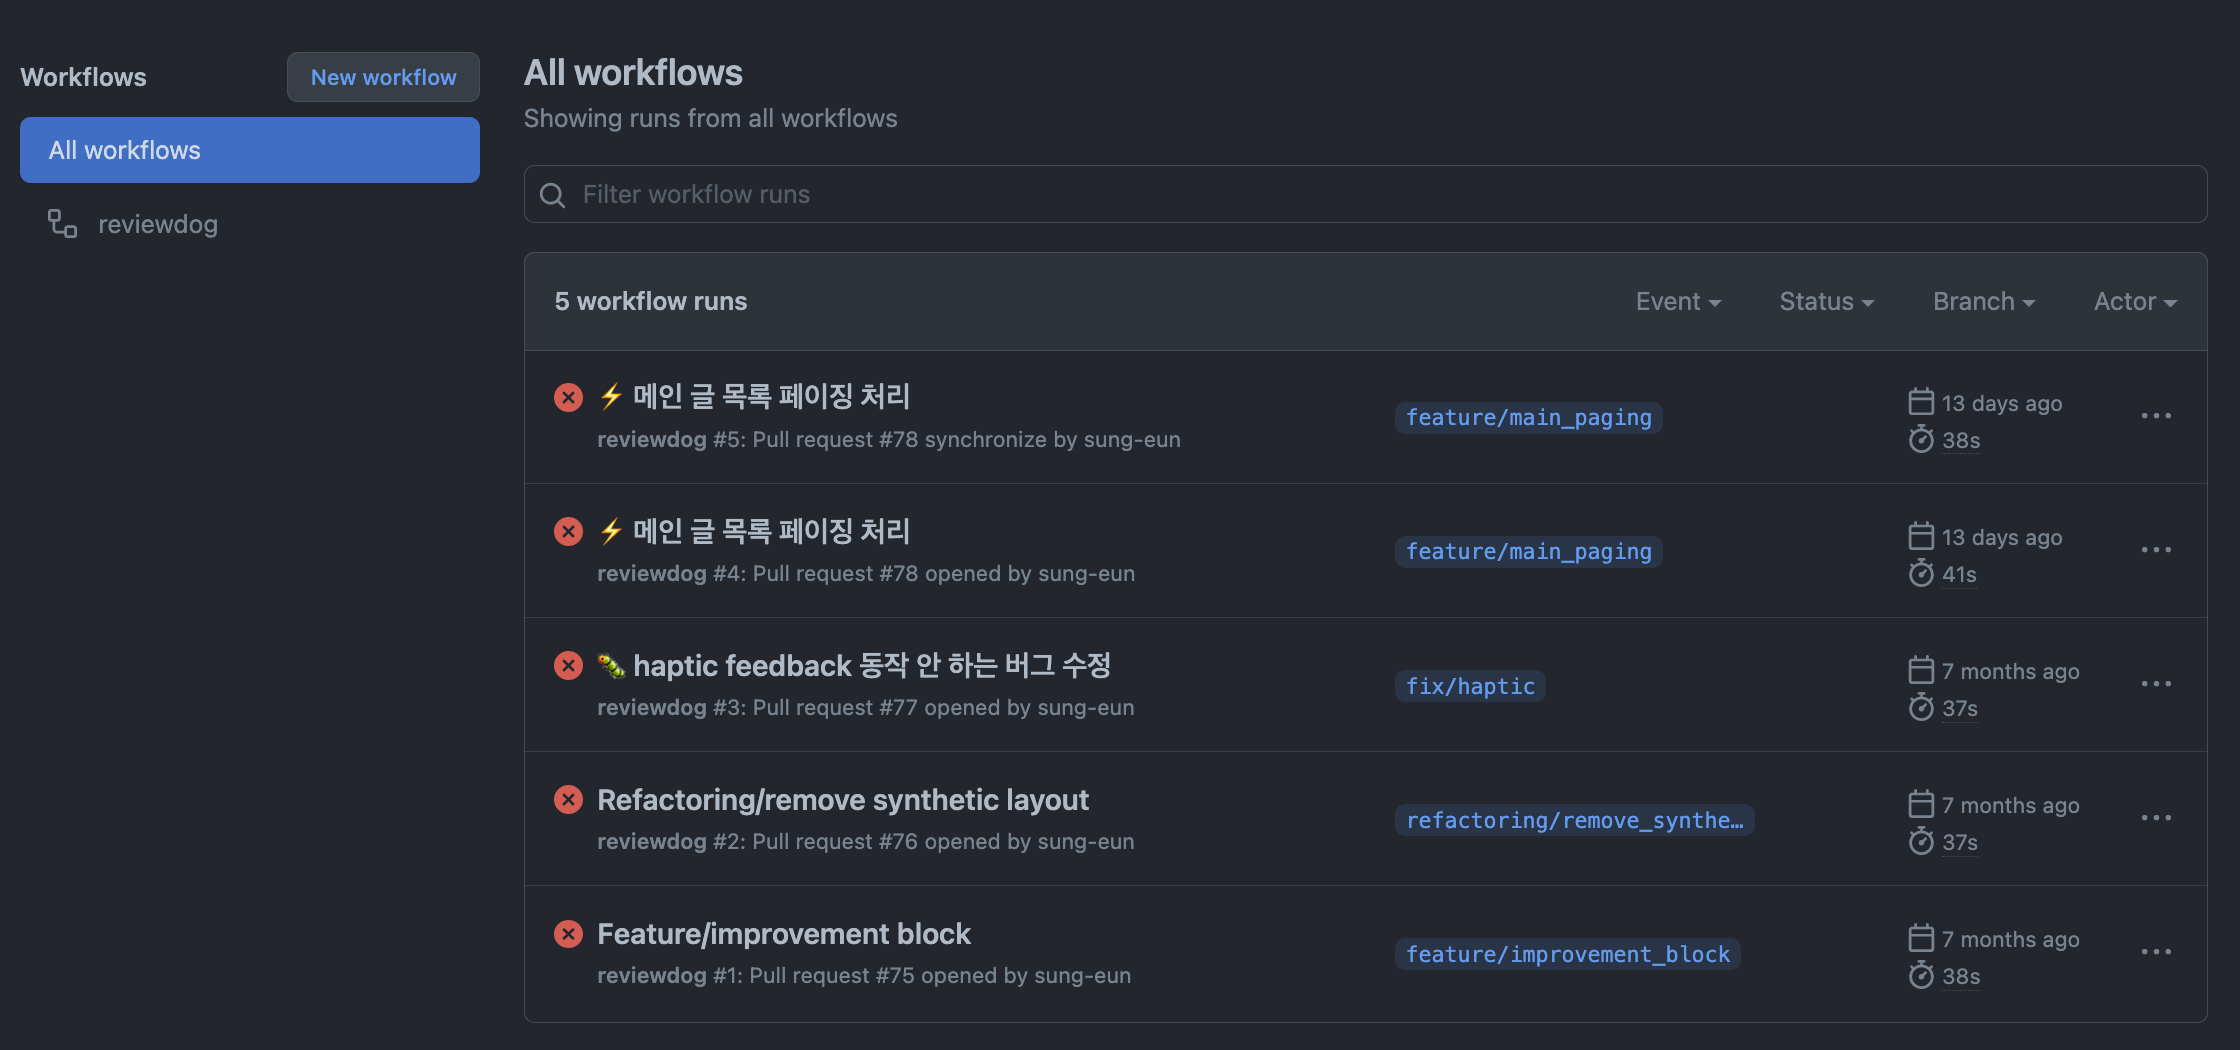 Workflows
New workflow
All workflows
reviewdog
All workflows
Showing runs from all workflows
Filter workflow runs
5 workflow runs
Event
Status
Branch
Actor
⚡ 메인 글 목록 페이징 처리
reviewdog #5: Pull request #78 synchronize by sung-eun
feature/main_paging
13 days ago
38s
⚡ 메인 글 목록 페이징 처리
reviewdog #4: Pull request #78 opened by sung-eun
feature/main_paging
13 days ago
41s
🐛 haptic feedback 동작 안 하는 버그 수정
reviewdog #3: Pull request #77 opened by sung-eun
fix/haptic
7 months ago
37s
Refactoring/remove synthetic layout
reviewdog #2: Pull request #76 opened by sung-eun
refactoring/remove_synthe…
7 months ago
37s
Feature/improvement block
reviewdog #1: Pull request #75 opened by sung-eun
feature/improvement_block
7 months ago
38s